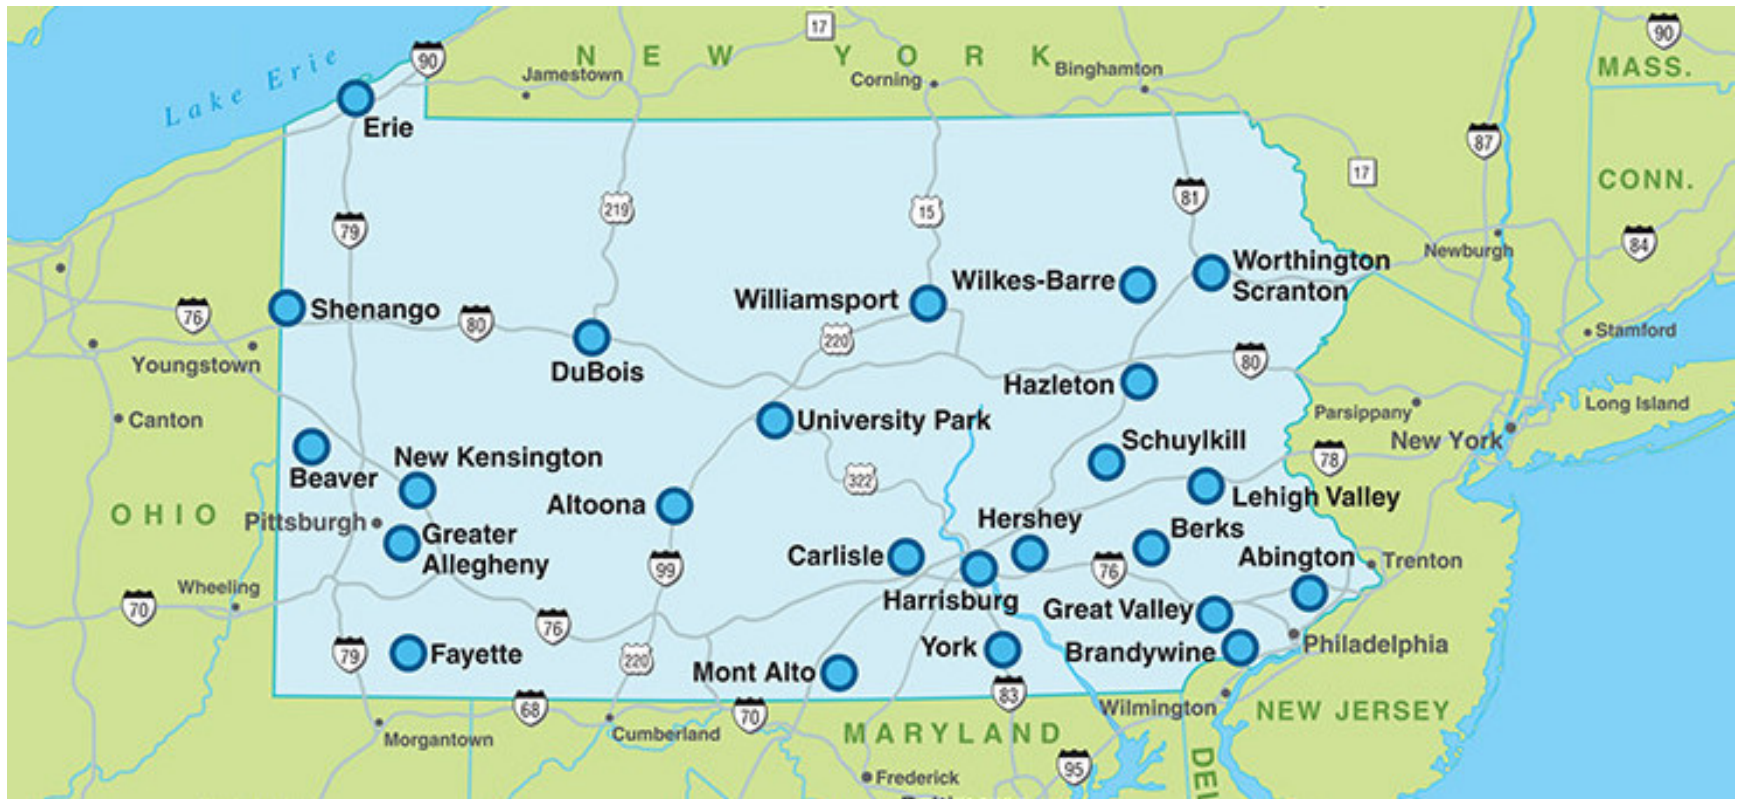 90
17
90
NEW YORK
MASS.
Lake Erie
Jamestown
Corning
Binghamton
Erie
87
17
CONN.
81
219
15
79
84
Newburgh
Worthington
Scranton
Wilkes-Barre
Williamsport
Shenango
76
80
220
Stamford
Youngstown
DuBois
80
Hazleton
Parsippany
Long Island
Canton
University Park
New York
Schuylkill
78
New Kensington
Beaver
322
Altoona
Lehigh Valley
OHIO
Pittsburgh
Hershey
Berks
Greater
Allegheny
Carlisle
Abington
Trenton
99
76
Wheeling
70
Harrisburg
Great Valley
76
Philadelphia
79
Fayette
220
York
Brandywine
Mont Alto
83
68
70
Wilmington
NEW JERSEY
Morgantown
Cumberland
MARYLAND
95
Frederick
DEL